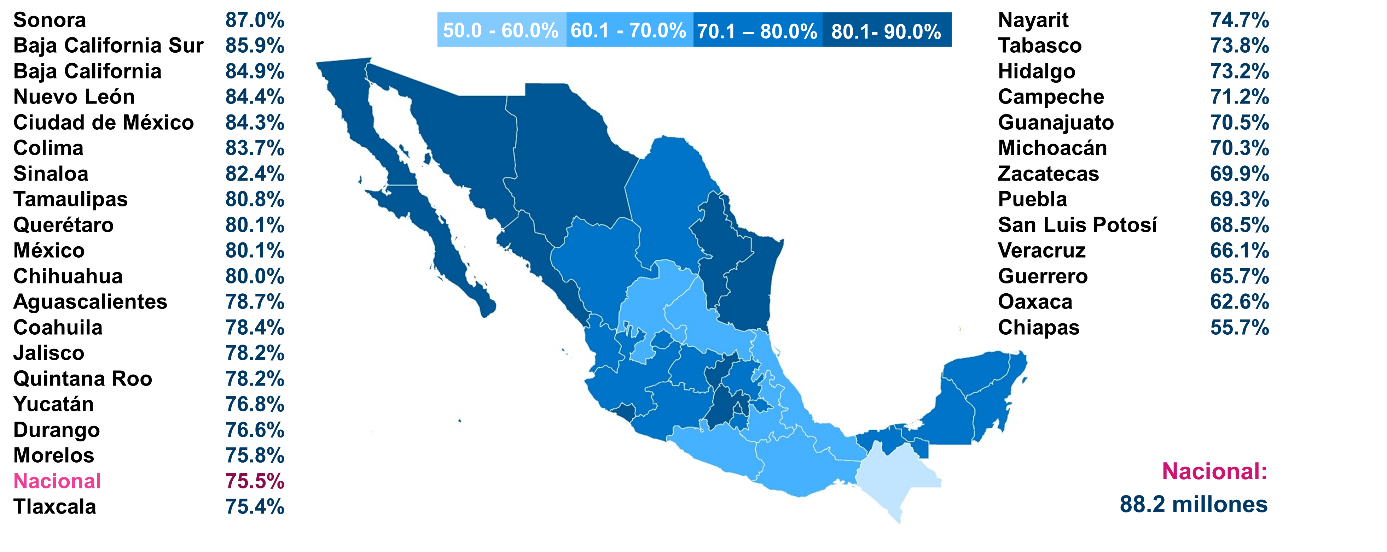 Sonora 87.0%
Baja California Sur 85.9%
Baja California 84.9%
Nuevo León 84.4%
Ciudad de México 84.3%
Colima 83.7%
Sinaloa 82.4%
Tamaulipas 80.8%
Querétaro 80.1%
México 80.1%
Chihuahua 80.0%
Aguascalientes 78.7%
Coahuila 78.4%
Jalisco 78.2%
Quintana Roo 78.2%
Yucatán 76.8%
Durango 76.6%
Morelos 75.8%
Nacional 75.5%
Tlaxcala 75.4%
50.0 - 60.0% 60.1 - 70.0% 70.1 – 80.0% 80.1- 90.0%
Nayarit 74.7%
Tabasco 73.8%
Hidalgo 73.2%
Campeche 71.2%
Guanajuato 70.5%
Michoacán 70.3%
Zacatecas 69.9%
Puebla 69.3%
San Luis Potosí 68.5%
Veracruz 66.1%
Guerrero 65.7%
Oaxaca 62.6%
Chiapas 55.7%
Nacional:
88.2 millones